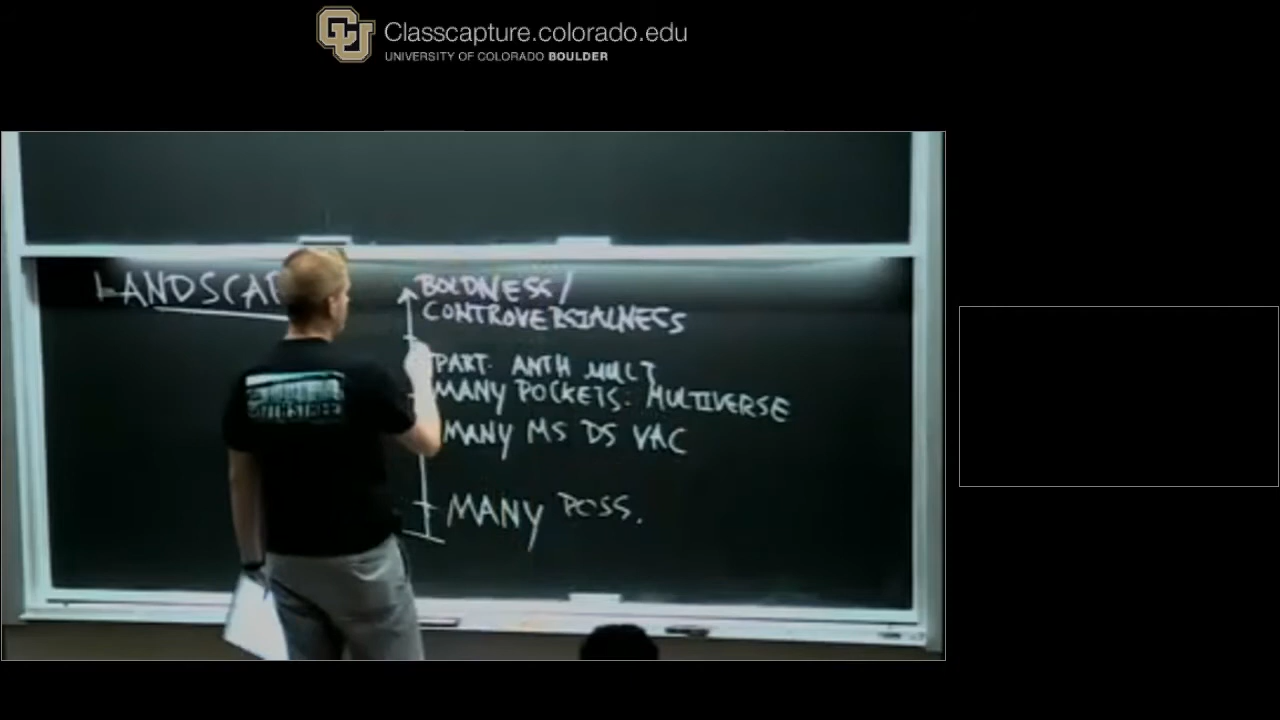 Classcapture.colorado.edu
UNIVERSITY OF COLORADO BOULDER
LANDSCAP
BOLDNESS/
CONTROVERSIALNESS
PART. ANTH MULT
MANY POCKETS: MULTIVERSE
MANY MS DS VAC
MANY POSS.